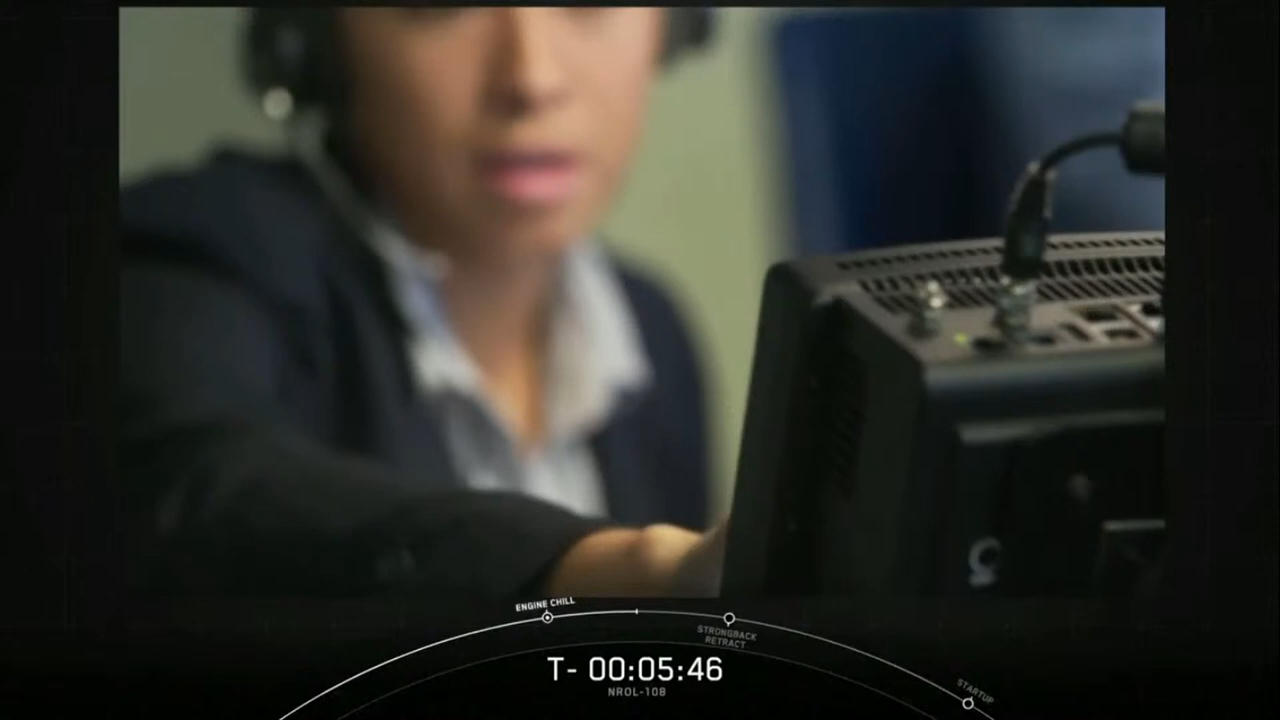 ENGINE CHILL
STRONGBACK
RETRACT
T- 00:05:46
NROL-108
STARTUP